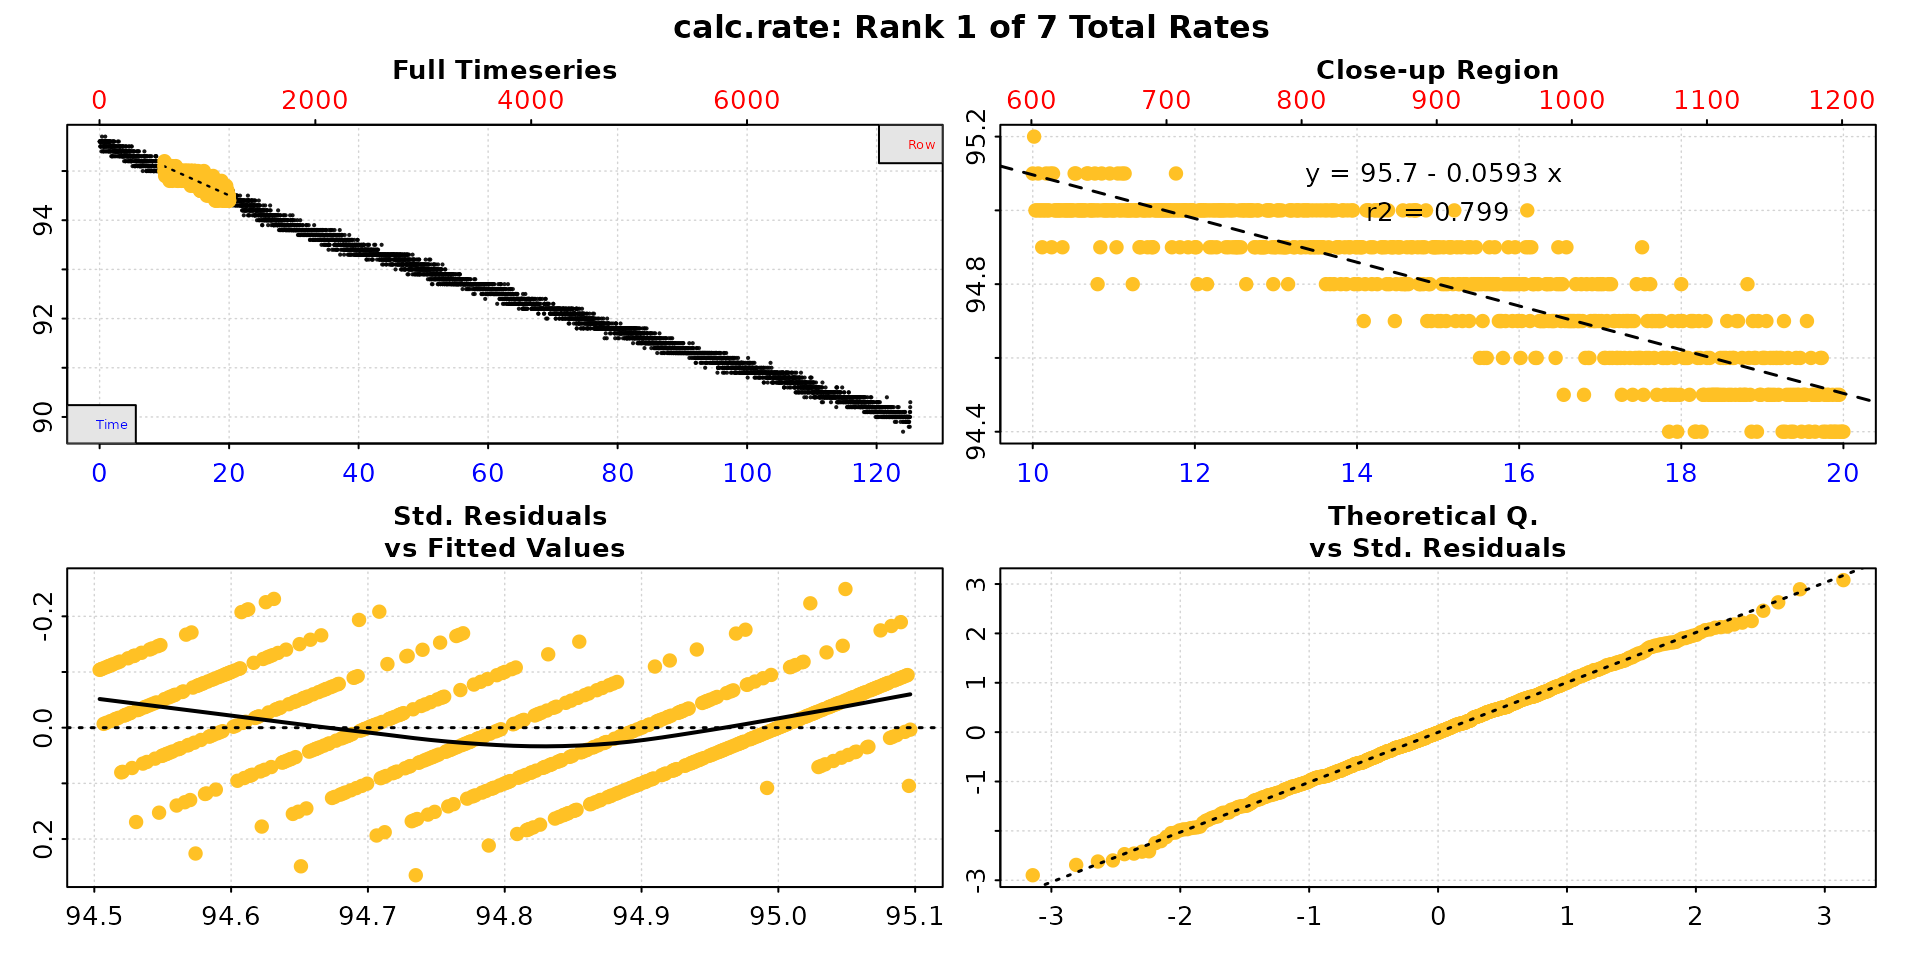 calc.rate: Rank 1 of 7 Total Rates
Full Timeseries
0 2000 4000 6000
Row
94
92
90
Time
0 20 40 60 80 100 120
Close-up Region
600 700 800 900 1000 1100 1200
95.2
94.8
94.4
y = 95.7 - 0.0593 x
r2 = 0.799
10 12 14 16 18 20
Std. Residuals
vs Fitted Values
-0.2
0.0
0.2
94.5 94.6 94.7 94.8 94.9 95.0 95.1
Theoretical Q.
vs Std. Residuals
3
2
1
0
-1
-3
-3 -2 -1 0 1 2 3